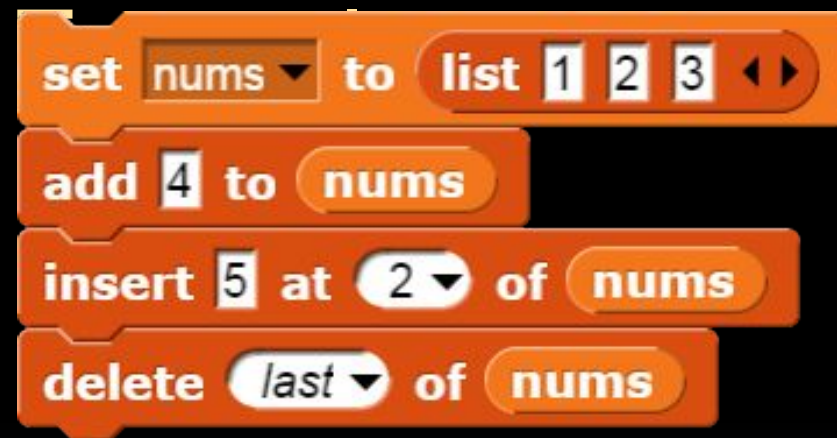 set nums to list 1 2 3
add 4 to nums
insert 5 at 2 of nums
delete last of nums